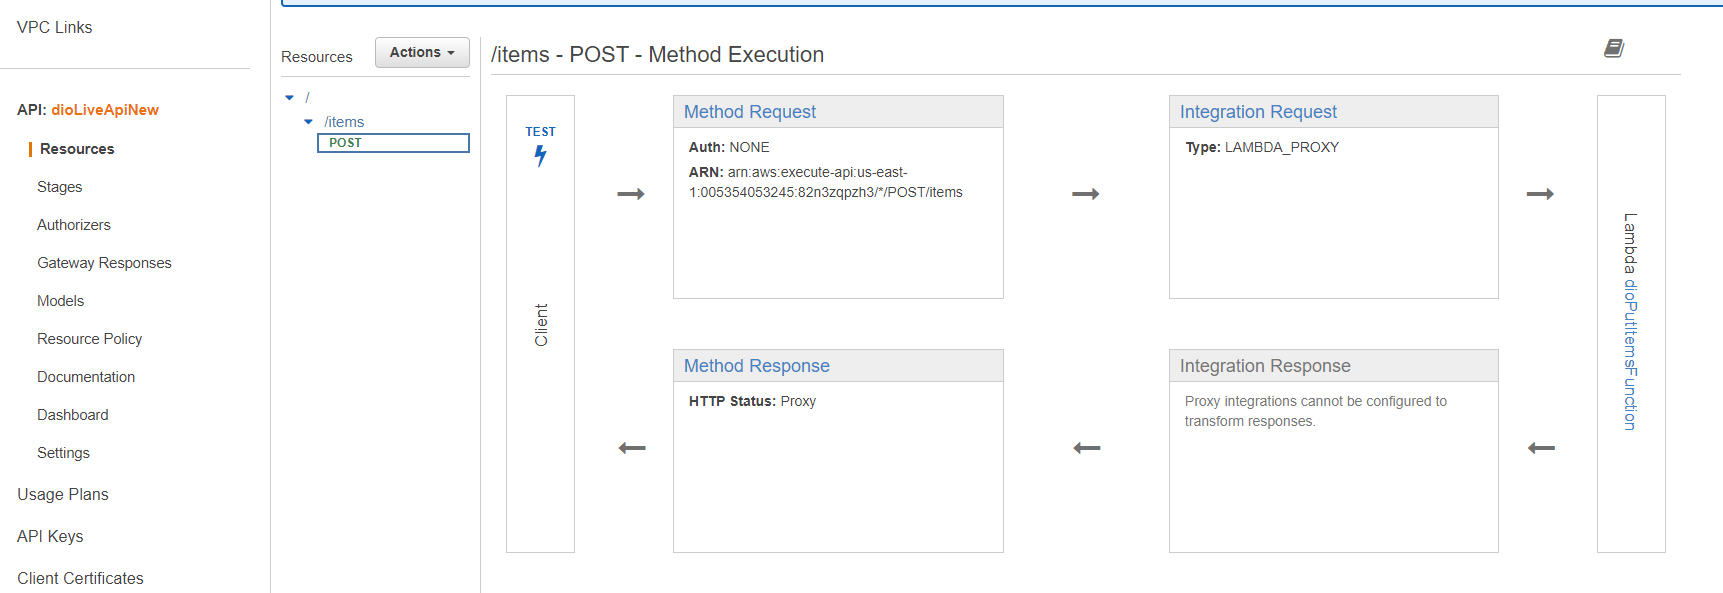 VPC Links
API: dioLiveApiNew
Resources
Stages
Authorizers
Gateway Responses
Models
Resource Policy
Documentation
Dashboard
Settings
Usage Plans
API Keys
Client Certificates
Resources
Actions
/
/items
POST
/items - POST - Method Execution
TEST
Client
Method Request
Auth: NONE
ARN: arn:aws:execute-api:us-east-
1:005354053245:82n3zqpzh3/*/POST/items
Integration Request
Type: LAMBDA_PROXY
Lambda dioPutItemsFunction
Method Response
HTTP Status: Proxy
Integration Response
Proxy integrations cannot be configured to
transform responses.